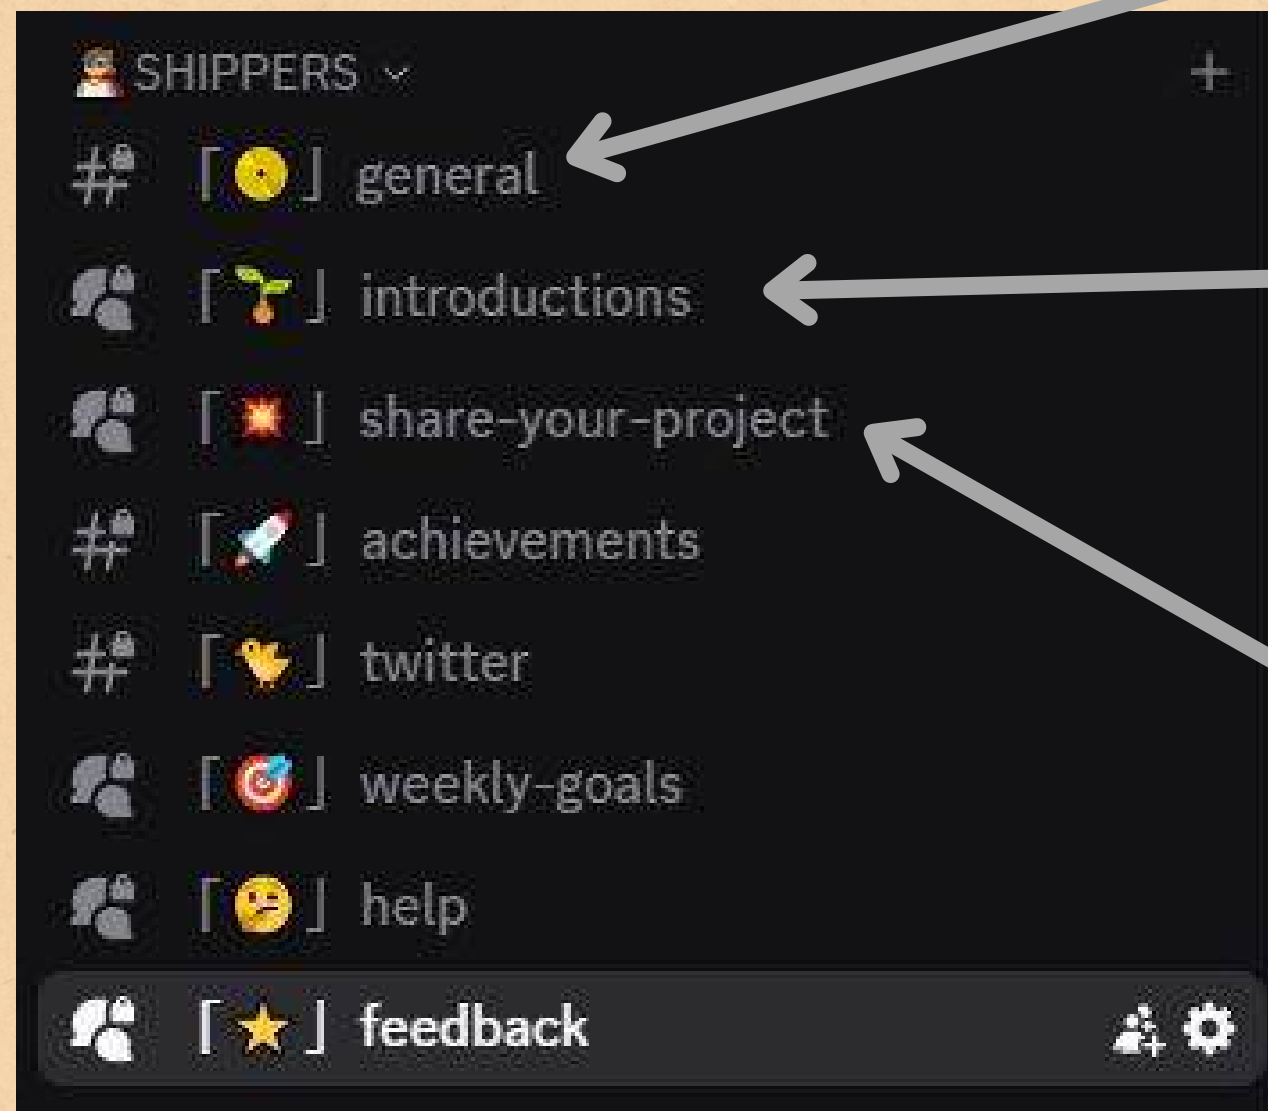 SHIPPERS
「」 general
「」 introductions
「」 share-your-project
「」 achievements
「」 twitter
「」 weekly-goals
「」 help
「」 feedback